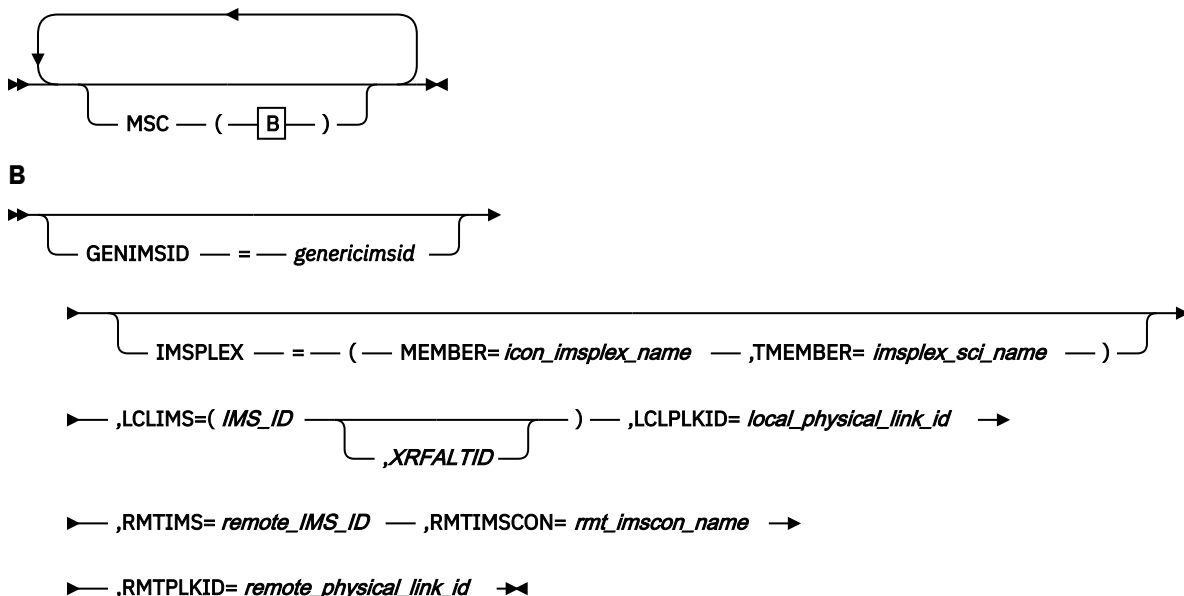 MSC ( B )
B
GENIMSID = genericimsid
IMSPLEX = ( MEMBER= icon_imsplex_name ,TMEMBER= imsplex_sci_name )
,LCLIMS=( IMS_ID ) ,LCLPLKID= local_physical_link_id
,XRFALTID
,RMTIMS= remote_IMS_ID ,RMTIMSCON= rmt_imscon_name
,RMTPLKID= remote_physical_link_id